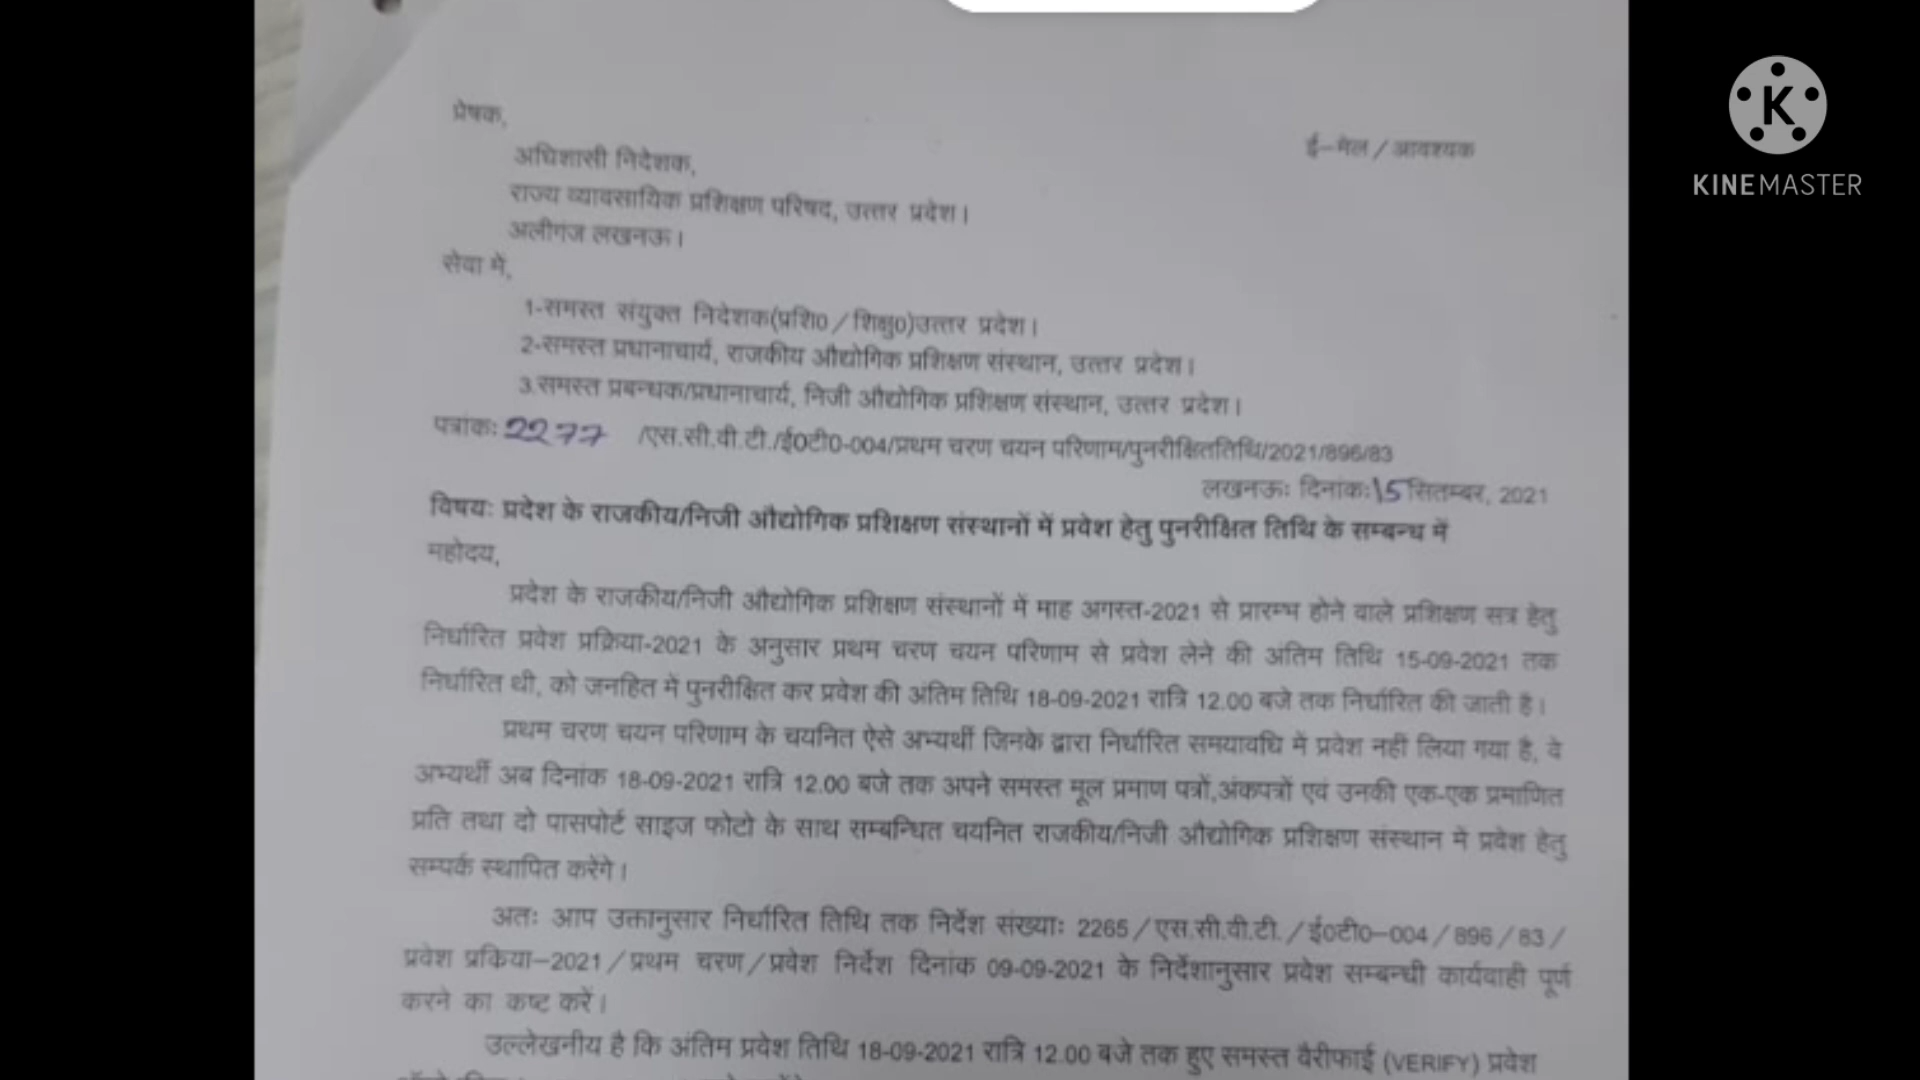 प्रेषक,
ई-मेल / आवश्यक
अधिशासी निदेशक,
राज्य व्यावसायिक प्रशिक्षण परिषद, उत्तर प्रदेश।
अलीगंज लखनऊ।
सेवा में,
1-समस्त संयुक्त निदेशक(प्रशि0 / शिक्षु0)उत्तर प्रदेश।
2-समस्त प्रधानाचार्य, राजकीय औद्योगिक प्रशिक्षण संस्थान, उत्तर प्रदेश।
3.समस्त प्रबन्धक/प्रधानाचार्य, निजी औद्योगिक प्रशिक्षण संस्थान, उत्तर प्रदेश।
पत्रांकः 2277 /एस.सी.वी.टी./ई0टी0-004/प्रथम चरण चयन परिणाम/पुनरीक्षिततिथि/2021/896/83
लखनऊः दिनांकः15 सितम्बर, 2021
विषयः प्रदेश के राजकीय/निजी औद्योगिक प्रशिक्षण संस्थानों में प्रवेश हेतु पुनरीक्षित तिथि के सम्बन्ध में
महोदय,
प्रदेश के राजकीय/निजी औद्योगिक प्रशिक्षण संस्थानों में माह अगस्त-2021 से प्रारम्भ होने वाले प्रशिक्षण सत्र हेतु
निर्धारित प्रवेश प्रक्रिया-2021 के अनुसार प्रथम चरण चयन परिणाम से प्रवेश लेने की अंतिम तिथि 15-09-2021 तक
निर्धारित थी, को जनहित में पुनरीक्षित कर प्रवेश की अंतिम तिथि 18-09-2021 रात्रि 12.00 बजे तक निर्धारित की जाती है।
प्रथम चरण चयन परिणाम के चयनित ऐसे अभ्यर्थी जिनके द्वारा निर्धारित समयावधि में प्रवेश नहीं लिया गया है, वे
अभ्यर्थी अब दिनांक 18-09-2021 रात्रि 12.00 बजे तक अपने समस्त मूल प्रमाण पत्रों,अंकपत्रों एवं उनकी एक-एक प्रमाणित
प्रति तथा दो पासपोर्ट साइज फोटो के साथ सम्बन्धित चयनित राजकीय/निजी औद्योगिक प्रशिक्षण संस्थान में प्रवेश हेतु
सम्पर्क स्थापित करेंगे।
अतः आप उक्तानुसार निर्धारित तिथि तक निर्देश संख्याः 2265 / एस.सी.वी.टी. / ई0टी0-004 / 896 / 83 /
प्रवेश प्रकिया-2021 / प्रथम चरण / प्रवेश निर्देश दिनांक 09-09-2021 के निर्देशानुसार प्रवेश सम्बन्धी कार्यवाही पूर्ण
करने का कष्ट करें।
उल्लेखनीय है कि अंतिम प्रवेश तिथि 18-09-2021 रात्रि 12.00 बजे तक हुए समस्त वैरीफाई (VERIFY) प्रवेश
KINEMASTER